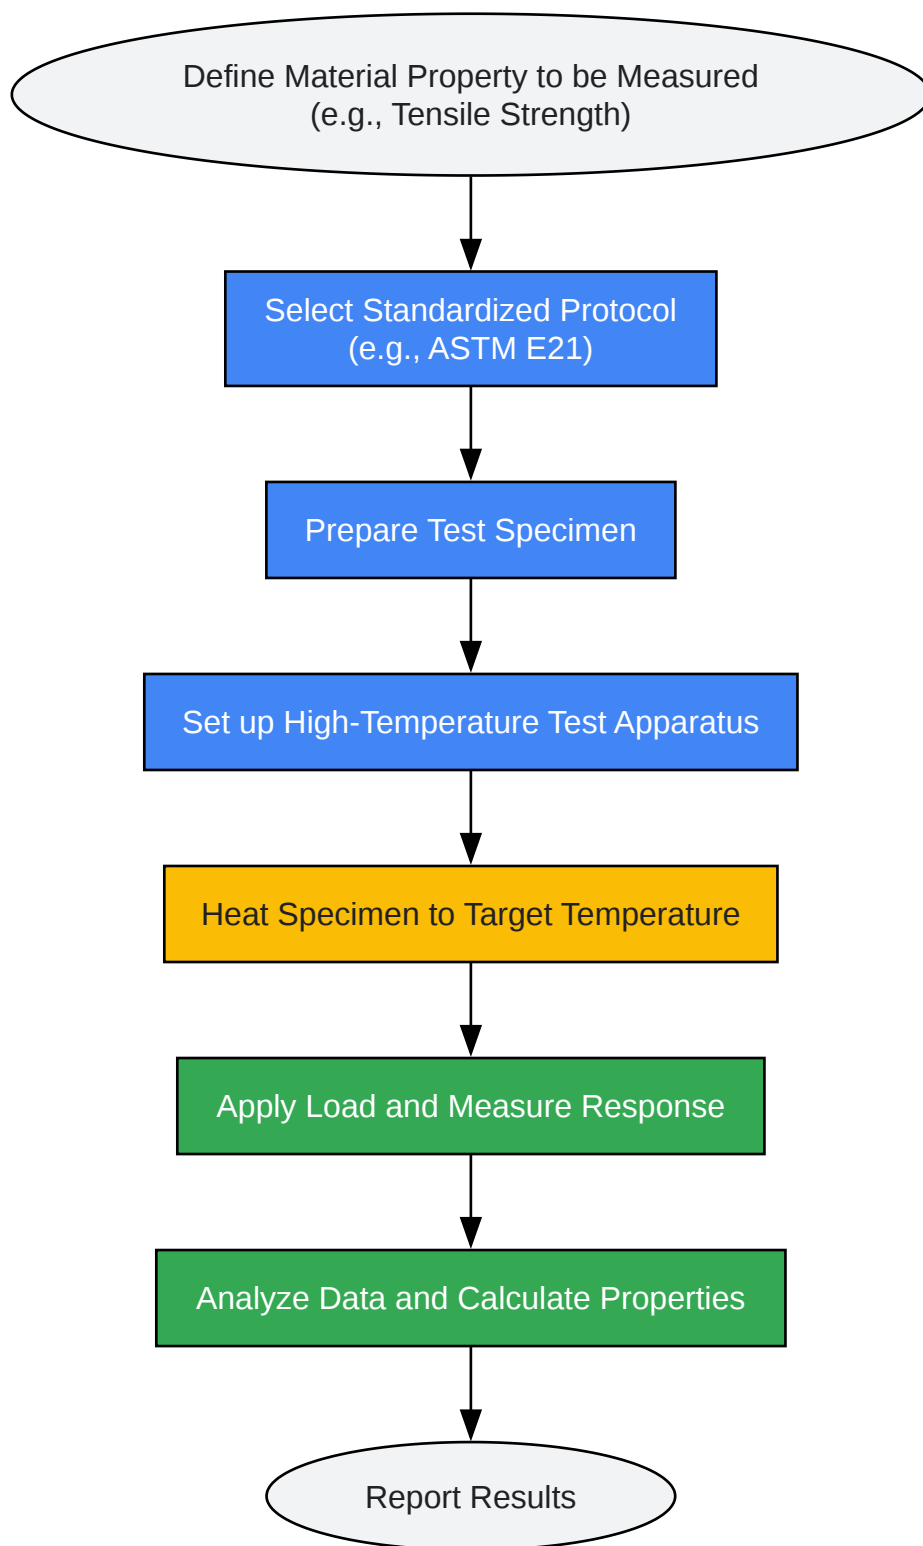 Define Material Property to be Measured
(e.g., Tensile Strength)
Select Standardized Protocol
(e.g., ASTM E21)
Prepare Test Specimen
Set up High-Temperature Test Apparatus
Heat Specimen to Target Temperature
Apply Load and Measure Response
Analyze Data and Calculate Properties
Report Results